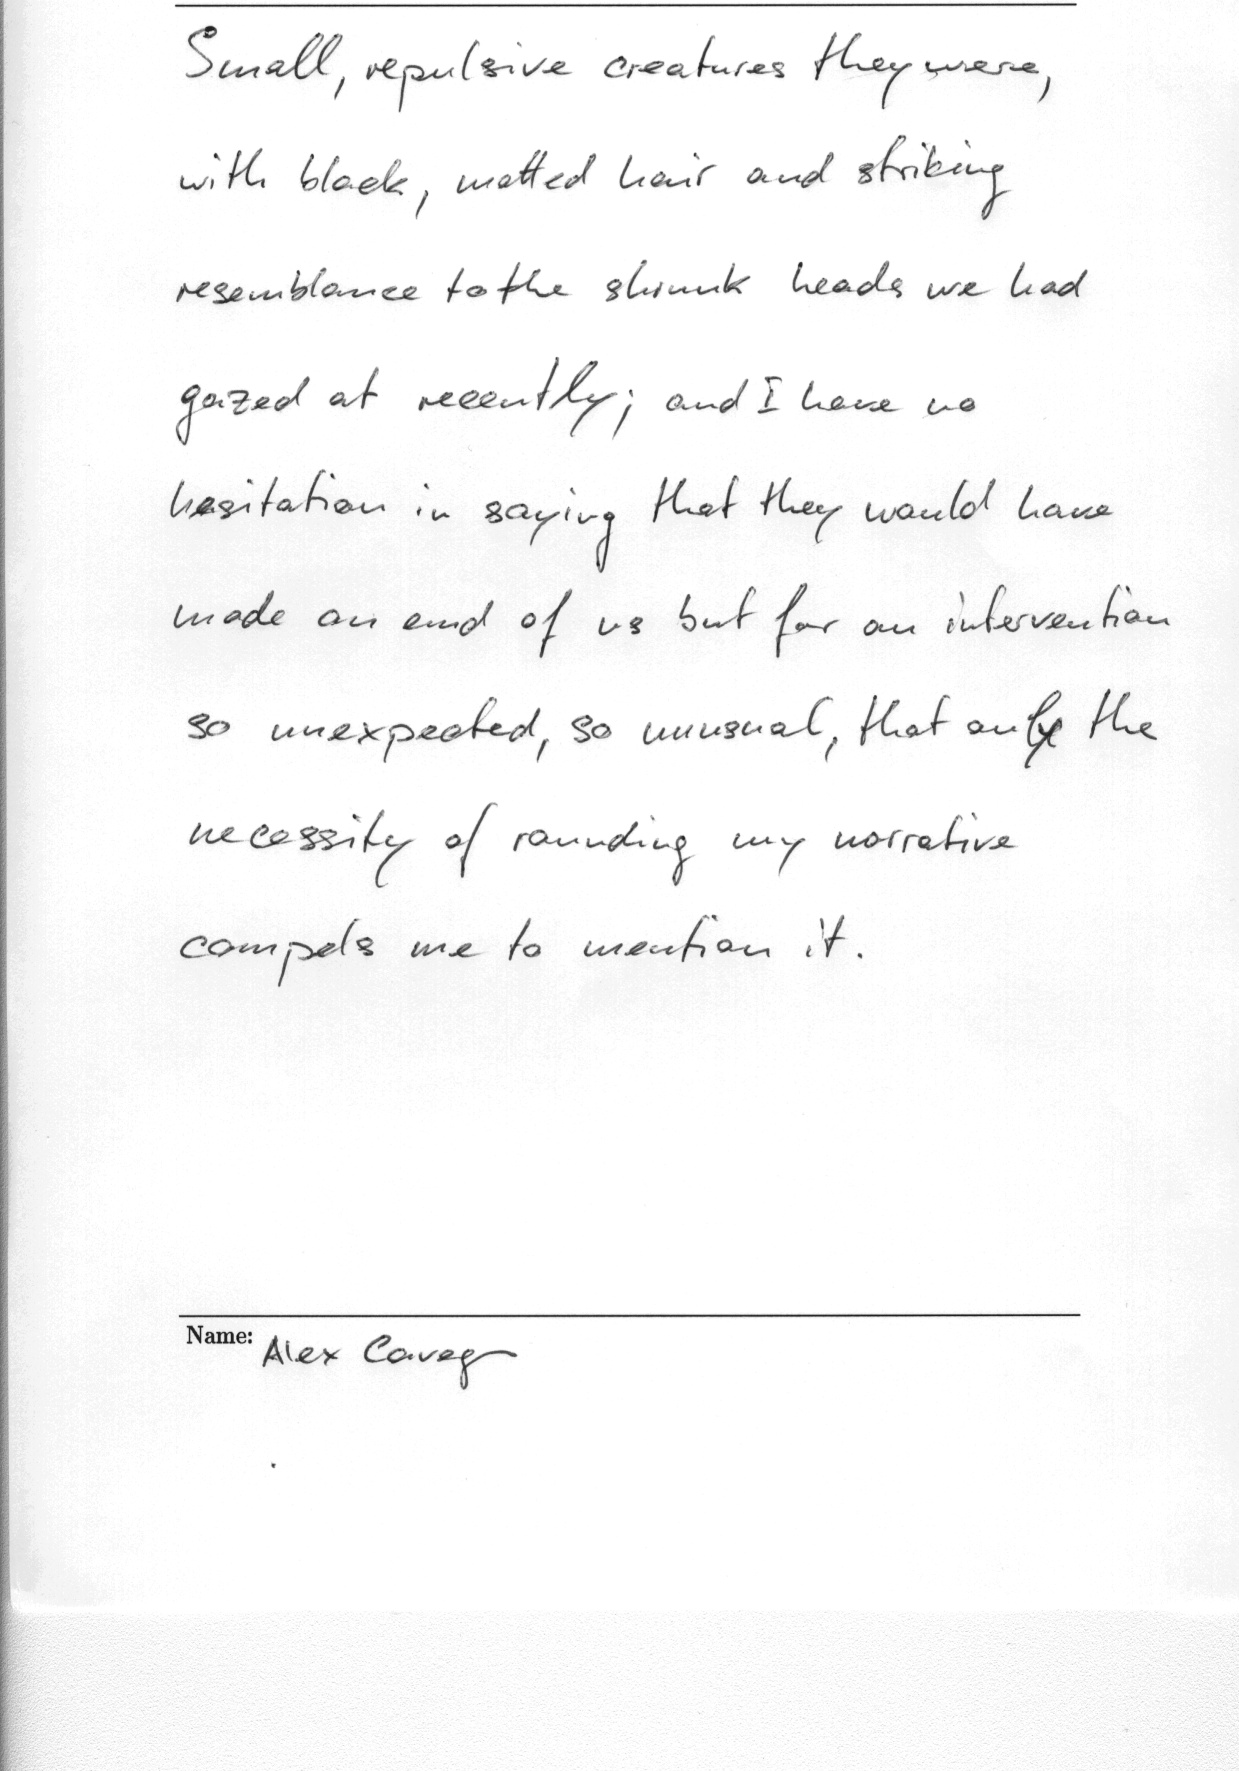 Small, repulsive creatures they were,
with black, matted hair and striking
resemblance to the shrunk heads we had
gazed at recently; and I have no
hesitation in saying that they would have
made an end of us but for an intervention
so unexpected, so unusual, that only the
necessity of rounding my narrative
compels me to mention it.
Name: Alex